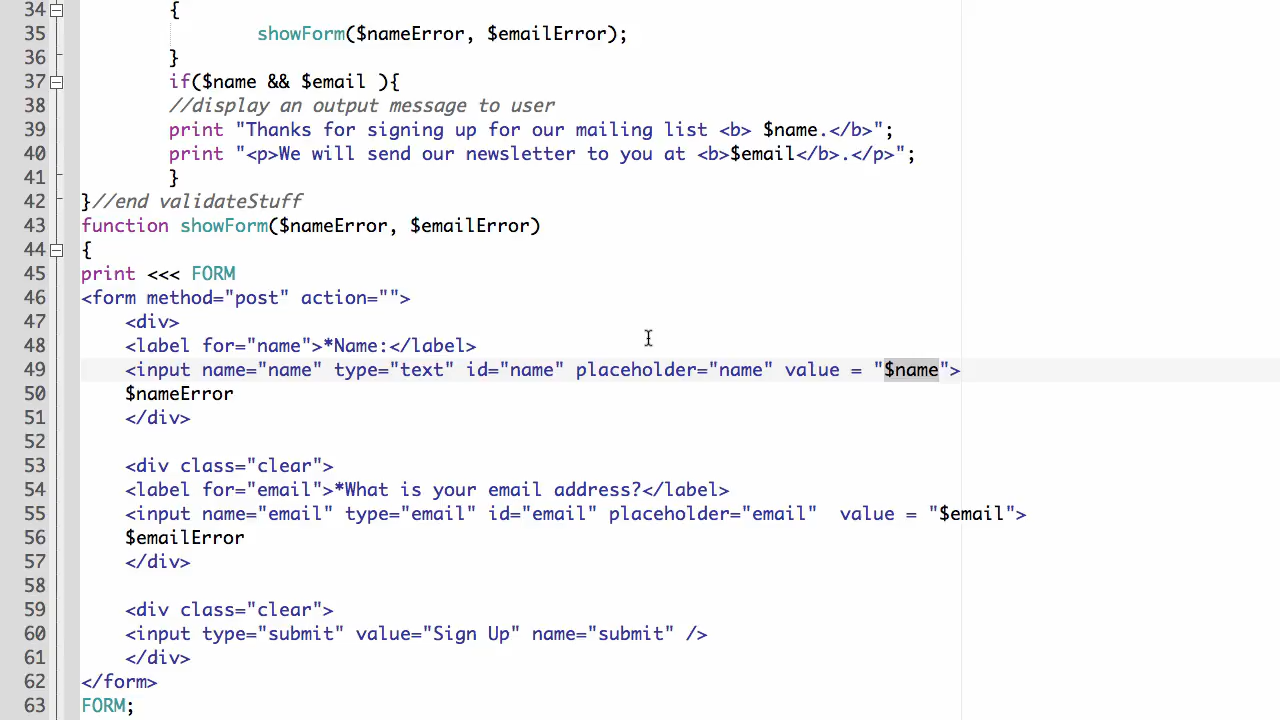 34 {
35 showForm($nameError, $emailError);
36 }
37 if($name && $email ){
38 //display an output message to user
39 print "Thanks for signing up for our mailing list <b> $name.</b>";
40 print "<p>We will send our newsletter to you at <b>$email</b>.</p>";
41 }
42 }//end validateStuff
43 function showForm($nameError, $emailError)
44 {
45 print <<< FORM
46 <form method="post" action="">
47 <div>
48 <label for="name">*Name:</label>
49 <input name="name" type="text" id="name" placeholder="name" value = "$name">
50 $nameError
51 </div>
52
53 <div class="clear">
54 <label for="email">*What is your email address?</label>
55 <input name="email" type="email" id="email" placeholder="email"  value = "$email">
56 $emailError
57 </div>
58
59 <div class="clear">
60 <input type="submit" value="Sign Up" name="submit" />
61 </div>
62 </form>
63 FORM;